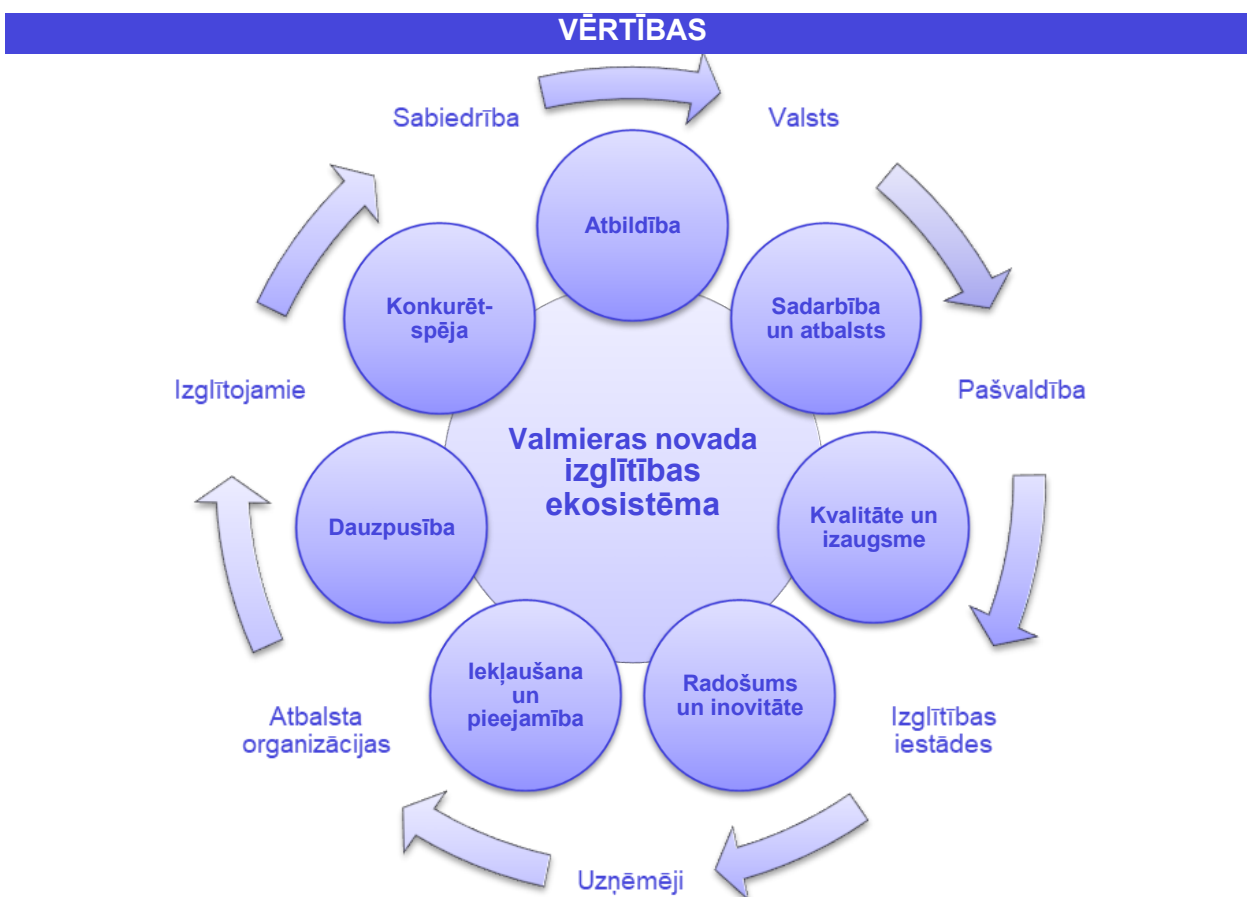 VĒRTĪBAS
Sabiedrība
Valsts
Atbildība
Konkurēt-
spēja
Sadarbība
un atbalsts
Izglītojamie
Pašvaldība
Valmieras novada
izglītības
ekosistēma
Dauzpusība
Kvalitāte un
izaugsme
Iekļaušana
un
pieejamība
Radošums
un inovitāte
Atbalsta
organizācijas
Izglītības
iestādes
Uzņēmēji